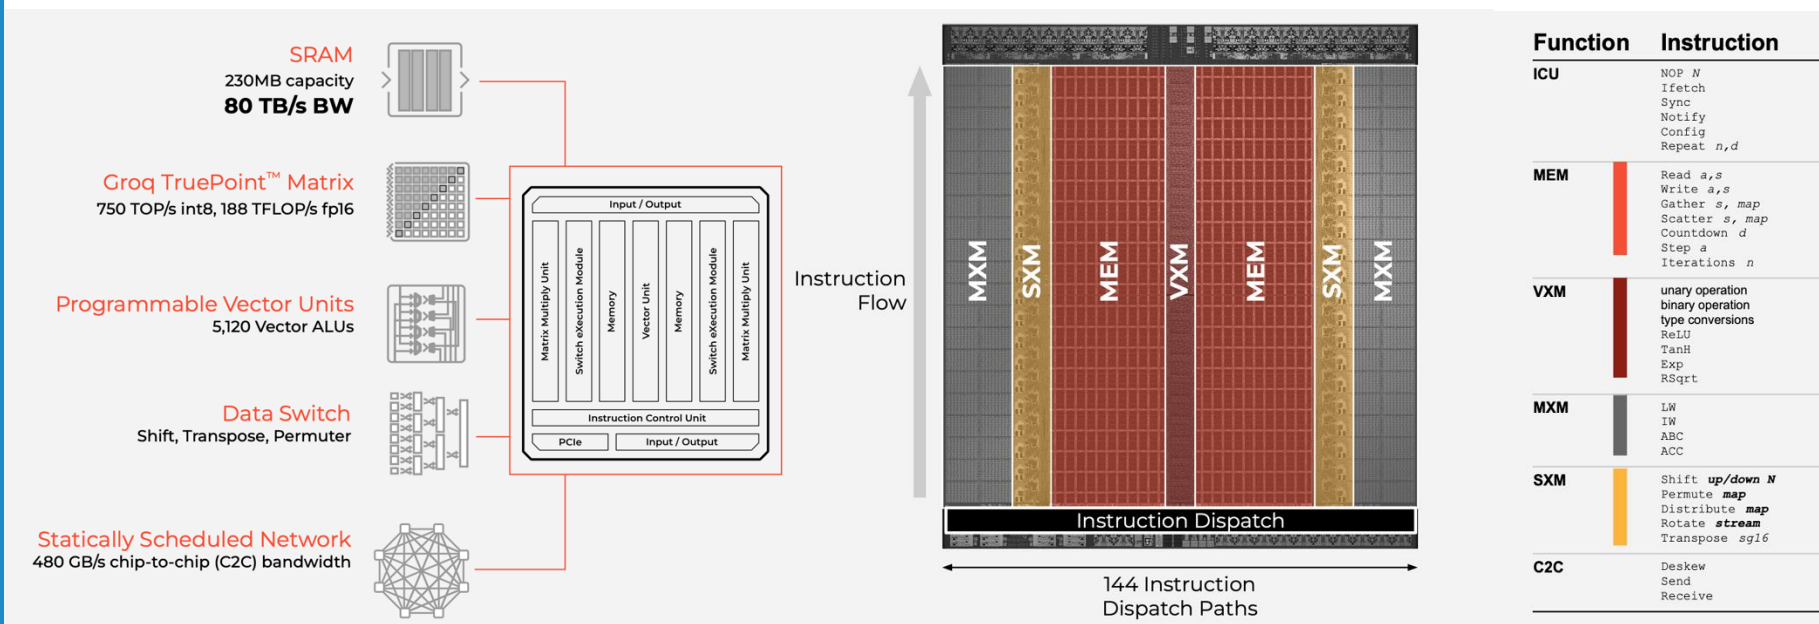 SRAM
230MB capacity
80 TB/s BW
Groq TruePoint™ Matrix
750 TOP/s int8, 188 TFLOP/s fp16
Programmable Vector Units
5,120 Vector ALUs
Data Switch
Shift, Transpose, Permuter
Statically Scheduled Network
480 GB/s chip-to-chip (C2C) bandwidth
Input / Output
Matrix Multiply Unit
Switch eXecution Module
Memory
Vector Unit
Memory
Switch eXecution Module
Matrix Multiply Unit
Instruction Control Unit
PCIe
Input / Output
Instruction
Flow
MXM
SXM
MEM
VXM
MEM
SXM
MXM
Instruction Dispatch
144 Instruction
Dispatch Paths
Function Instruction
ICU NOP N
Ifetch
Sync
Notify
Config
Repeat n,d
MEM Read a,s
Write a,s
Gather s, map
Scatter s, map
Countdown d
Step a
Iterations n
VXM unary operation
binary operation
type conversions
ReLU
TanH
Exp
RSqrt
MXM LW
IW
ABC
ACC
SXM Shift up/down N
Permute map
Distribute map
Rotate stream
Transpose sg16
C2C Deskew
Send
Receive